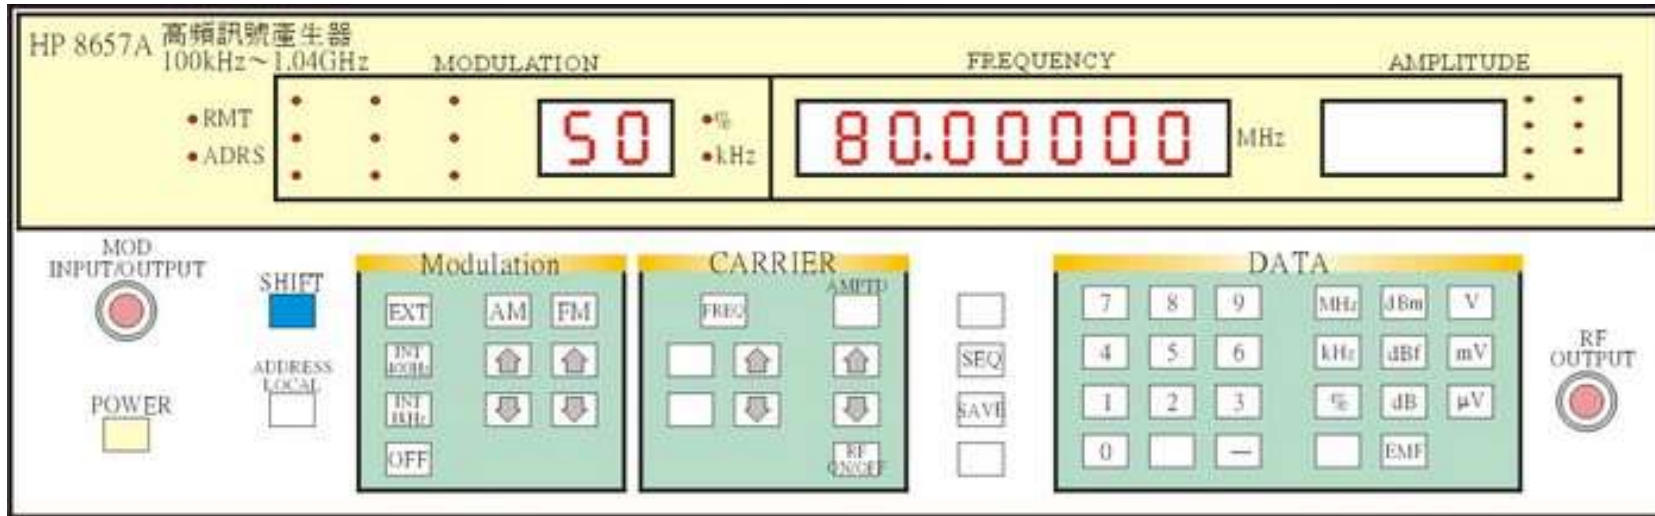 HP 8657A 高頻訊號產生器
100kHz～1.04GHz
MODULATION FREQUENCY AMPLITUDE
RMT
ADRS
50
%
kHz
80.00000
MHz
MOD
INPUT/OUTPUT
SHIFT
ADDRESS
LOCAL
POWER
Modulation
EXT AM FM
INT
400Hz
INT
1kHz
OFF
CARRIER
AMPTD
FREQ
RF
ON/OFF
SEQ
SAVE
DATA
7 8 9 MHz dBm V
4 5 6 kHz dBf mV
1 2 3 % dB μV
0 — EMF
RF
OUTPUT